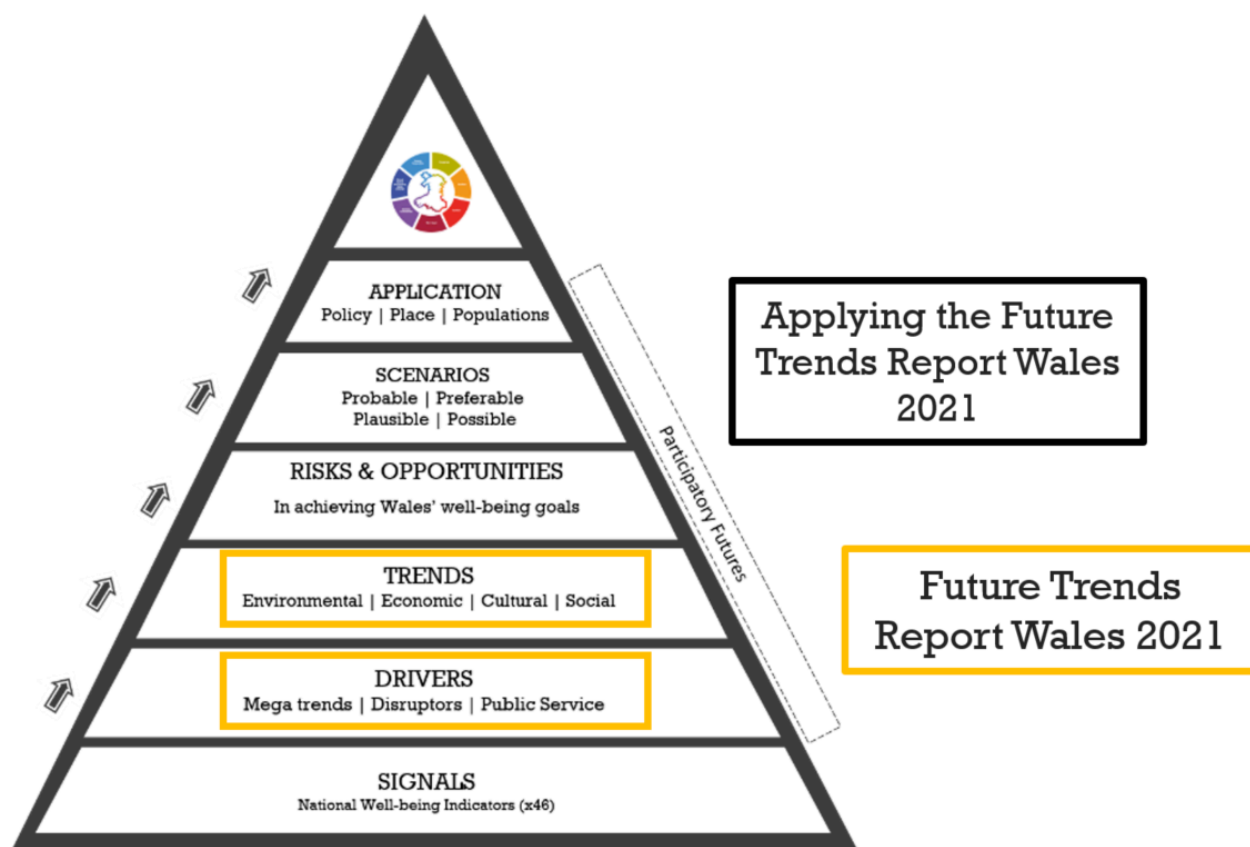 APPLICATION
Policy | Place | Populations
SCENARIOS
Probable | Preferable
Plausible | Possible
RISKS & OPPORTUNITIES
In achieving Wales' well-being goals
TRENDS
Environmental | Economic | Cultural | Social
DRIVERS
Mega trends | Disruptors | Public Service
SIGNALS
National Well-being Indicators (x46)
Participatory Futures
Applying the Future
Trends Report Wales
2021
Future Trends
Report Wales 2021